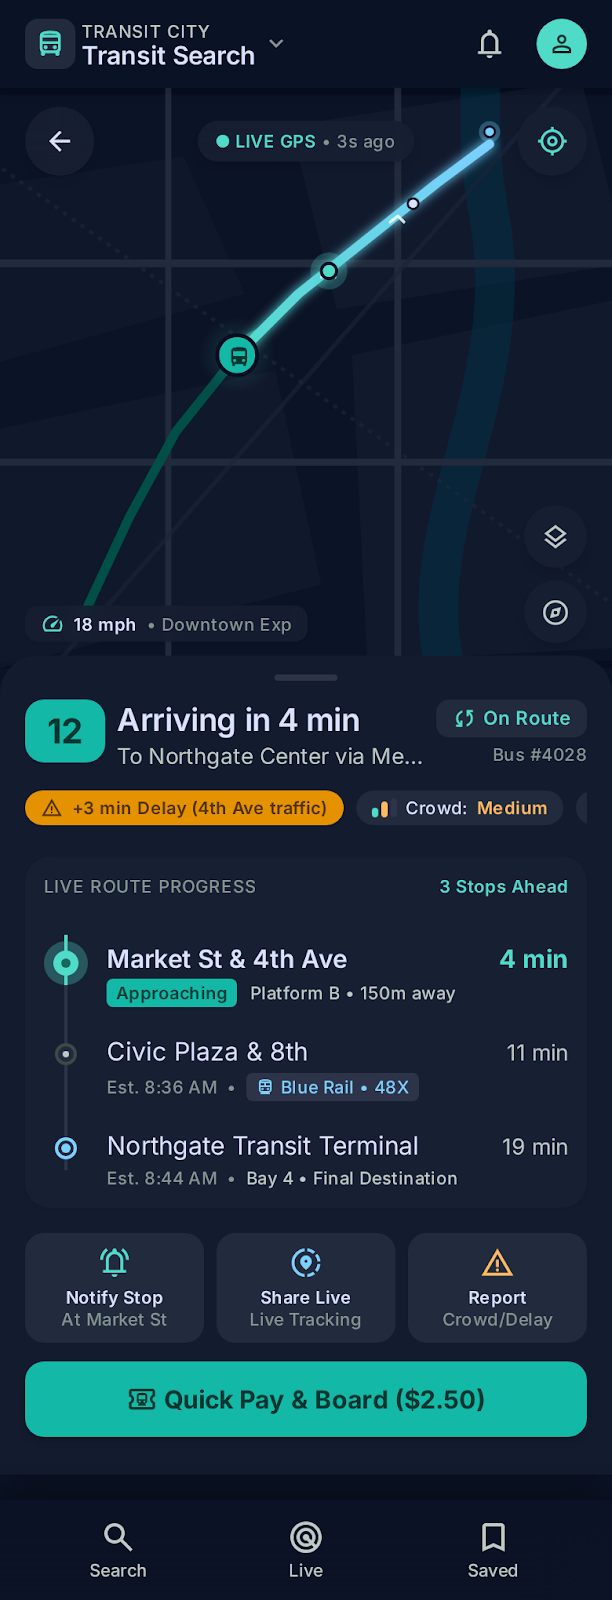 TRANSIT CITY
Transit Search
LIVE GPS • 3s ago
18 mph • Downtown Exp
12
Arriving in 4 min
On Route
To Northgate Center via Me...
Bus #4028
+3 min Delay (4th Ave traffic)
Crowd: Medium
LIVE ROUTE PROGRESS
3 Stops Ahead
Market St & 4th Ave
4 min
Approaching
Platform B • 150m away
Civic Plaza & 8th
11 min
Est. 8:36 AM •
Blue Rail • 48X
Northgate Transit Terminal
19 min
Est. 8:44 AM • Bay 4 • Final Destination
Notify Stop
At Market St
Share Live
Live Tracking
Report
Crowd/Delay
Quick Pay & Board ($2.50)
Search
Live
Saved